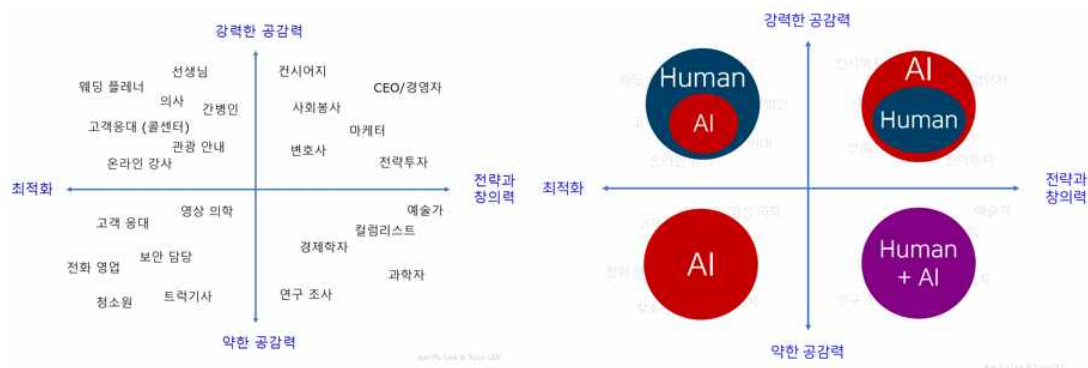 강력한 공감력
선생님
컨시어지
웨딩 플레너
CEO/경영자
의사
간병인
사회봉사
고객응대 (콜센터)
마케터
관광 안내
변호사
온라인 강사
전략투자
최적화
전략과
창의력
고객 응대
영상 의학
예술가
컬럼리스트
경제학자
전화 영업
보안 담당
과학자
청소원
트럭기사
연구 조사
약한 공감력
Kai-Fu Lee &
강력한 공감력
Human
AI
AI
Human
최적화
전략과
창의력
예술가
AI
Human
+ AI
약한 공감력